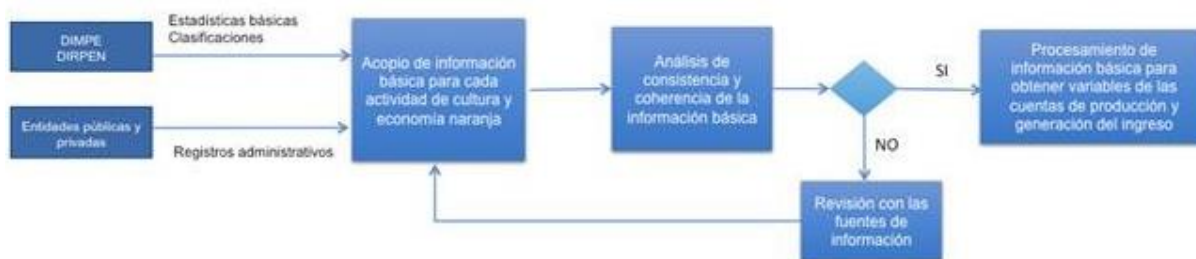 Estadísticas básicas
Clasificaciones
DIMPE
DIRPEN
Entidades públicas y
privadas
Registros administrativos
Acopio de información
básica para cada
actividad de cultura y
economía naranja
Análisis de
consistencia y
coherencia de la
información básica
SI
NO
Procesamiento de
información básica para
obtener variables de las
cuentas de producción y
generación del ingreso
Revisión con las
fuentes de
información